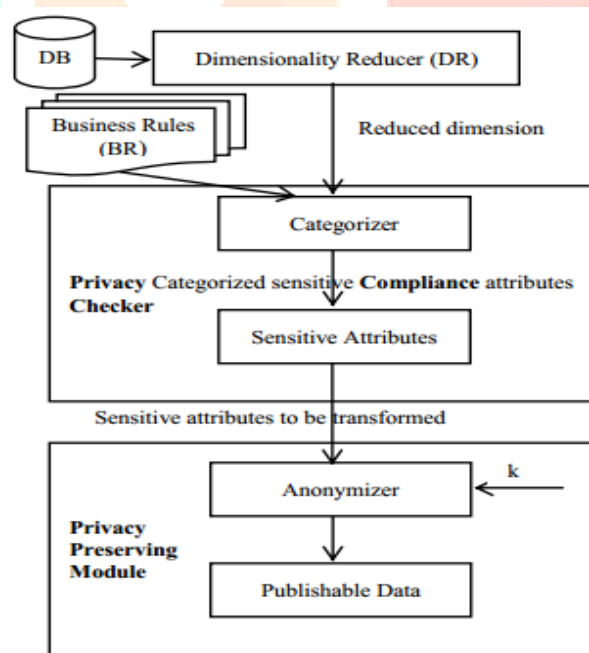 DB
Dimensionality Reducer (DR)
Business Rules
(BR)
Reduced dimension
Categorizer
Privacy Categorized sensitive Compliance attributes
Checker
Sensitive Attributes
Sensitive attributes to be transformed
Anonymizer
k
Privacy
Preserving
Module
Publishable Data